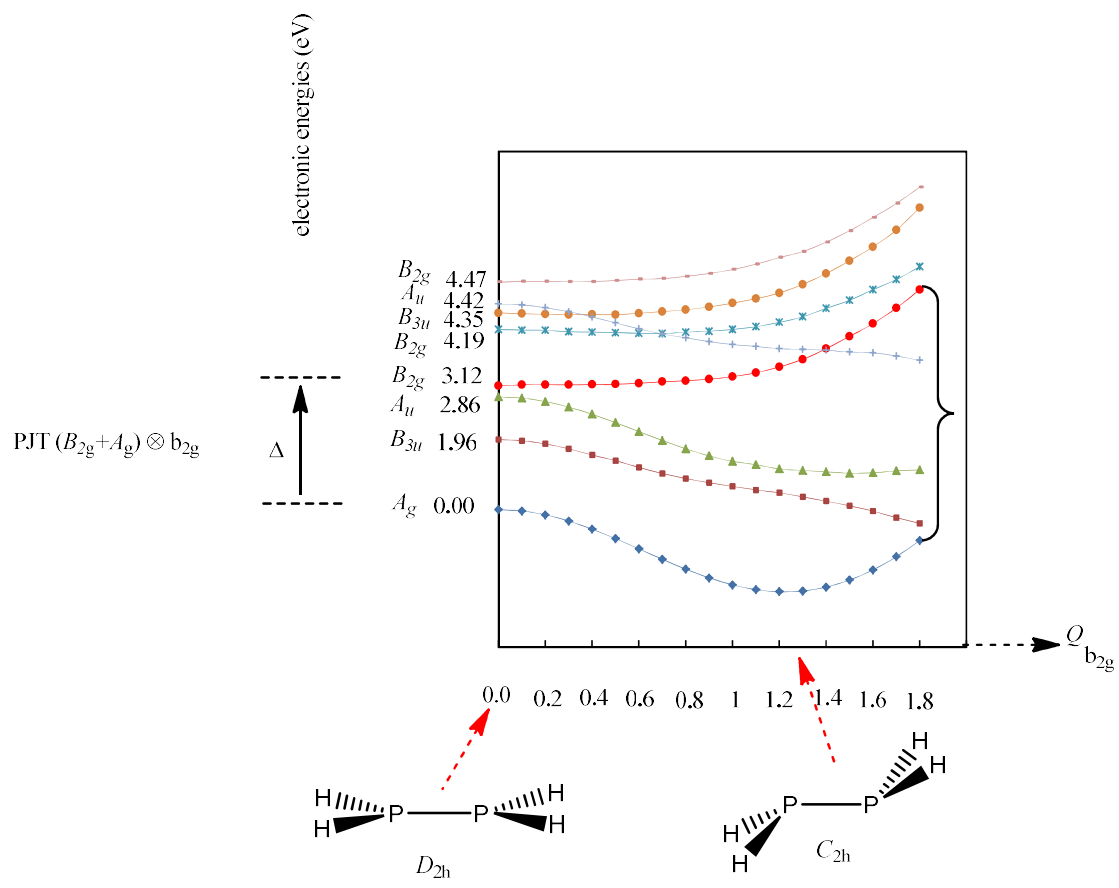 electronic energies (eV)
B2g 4.47
Au 4.42
B3u 4.35
B2g 4.19
B2g 3.12
Au 2.86
B3u 1.96
Ag 0.00
PJT (B2g+Ag) ⊗ b2g
Δ
Qb2g
0.0 0.2 0.4 0.6 0.8 1 1.2 1.4 1.6 1.8
H H P P H H
D2h
H H P P H H
C2h